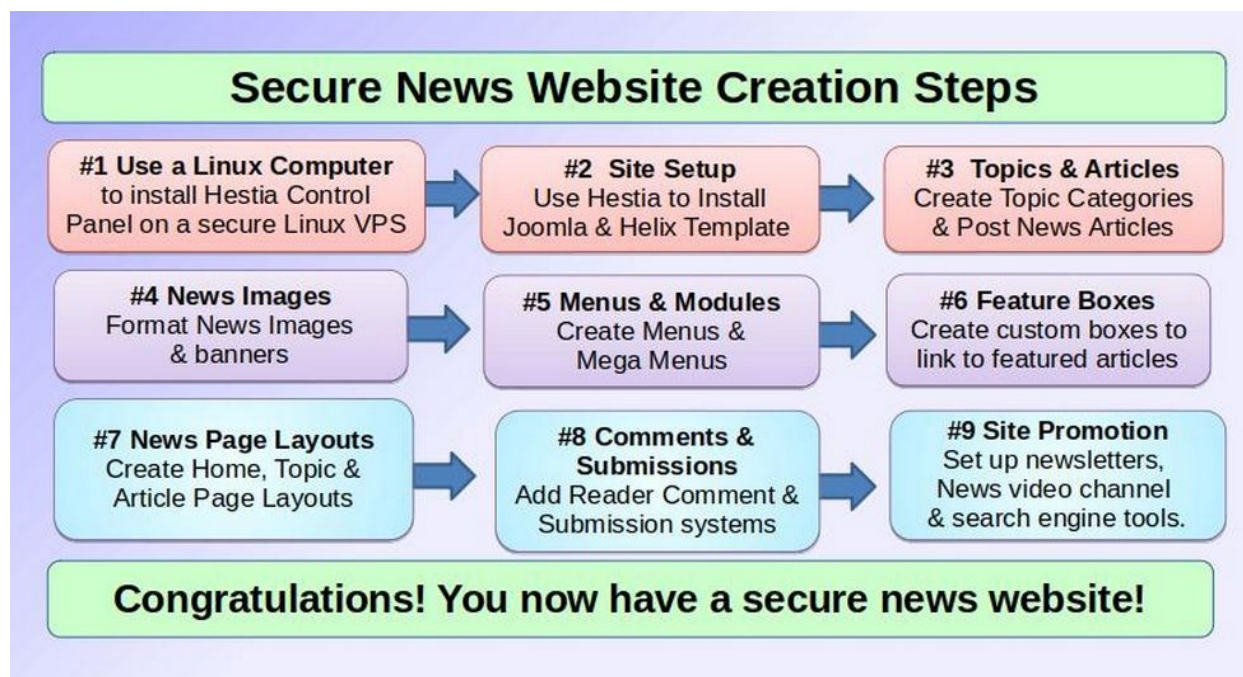 Secure News Website Creation Steps
#1 Use a Linux Computer
to install Hestia Control
Panel on a secure Linux VPS
#2  Site Setup
Use Hestia to Install
Joomla & Helix Template
#3  Topics & Articles
Create Topic Categories
& Post News Articles
#4 News Images
Format News Images
& banners
#5 Menus & Modules
Create Menus &
Mega Menus
#6 Feature Boxes
Create custom boxes to
link to featured articles
#7 News Page Layouts
Create Home, Topic &
Article Page Layouts
#8 Comments &
Submissions
Add Reader Comment &
Submission systems
#9 Site Promotion
Set up newsletters,
News video channel
& search engine tools.
Congratulations! You now have a secure news website!